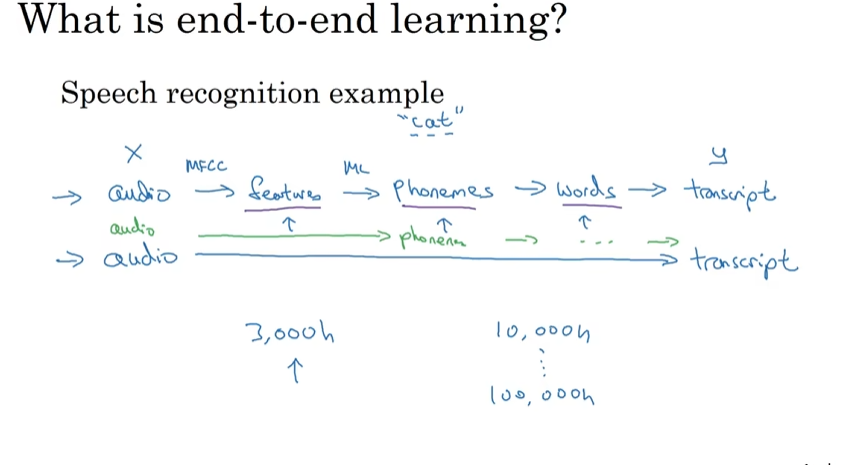 What is end-to-end learning?
Speech recognition example
"cat"
X MFCC ML y
→ audio → features → Phonemes → words → transcript
audio → phonem → ... →
→ audio → transcript
3,000h 10,000h
100,000h